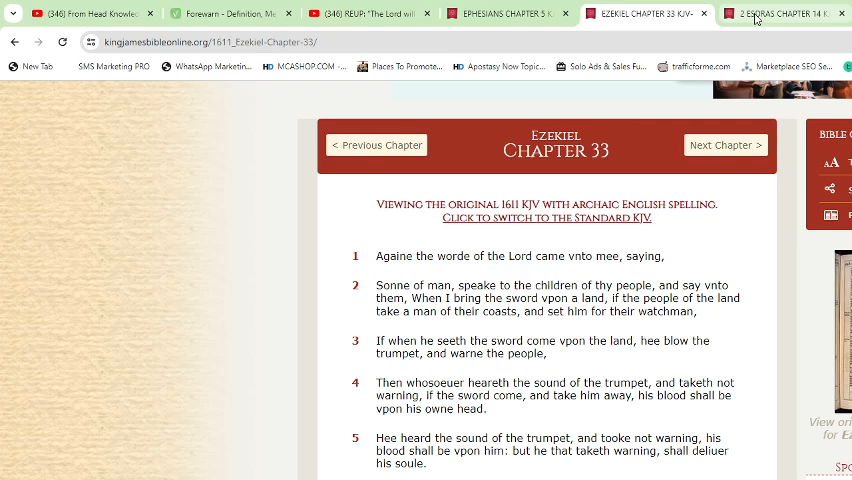 (346) From Head Knowlec
Forewarn - Definition, Me
(346) REUP: "The Lord will
EPHESIANS CHAPTER 5 K
EZEKIEL CHAPTER 33 KJV-
2 ESDRAS CHAPTER 14 K
kingjamesbibleonline.org/1611_Ezekiel-Chapter-33/
New Tab
SMS Marketing PRO
WhatsApp Marketin...
MCASHOP.COM -...
Places To Promote...
Apostasy Now Topic...
Solo Ads & Sales Fu...
trafficforme.com
Marketplace SEO Se...
< Previous Chapter
EZEKIEL
CHAPTER 33
Next Chapter >
BIBLE
VIEWING THE ORIGINAL 1611 KJV WITH ARCHAIC ENGLISH SPELLING.
CLICK TO SWITCH TO THE STANDARD KJV.
AA
1 Againe the worde of the Lord came vnto mee, saying,
2 Sonne of man, speake to the children of thy people, and say vnto
them, When I bring the sword vpon a land, if the people of the land
take a man of their coasts, and set him for their watchman,
3 If when he seeth the sword come vpon the land, hee blow the
trumpet, and warne the people,
4 Then whosoeuer heareth the sound of the trumpet, and taketh not
warning, if the sword come, and take him away, his blood shall be
vpon his owne head.
5 Hee heard the sound of the trumpet, and tooke not warning, his
blood shall be vpon him: but he that taketh warning, shall deliuer
his soule.
View ori
for Ez
SPO